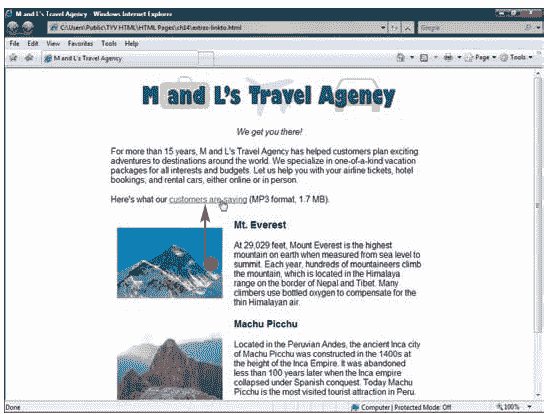 M and L's Travel Agency - Windows Internet Explorer
C:\Users\Public\TYV HTML\HTML Pages\ch14\extras-linkto.html
Google
File Edit View Favorites Tools Help
M and L's Travel Agency
Page Tools
M and L's Travel Agency
We get you there!
For more than 15 years, M and L's Travel Agency has helped customers plan exciting
adventures to destinations around the world. We specialize in one-of-a-kind vacation
packages for all interests and budgets. Let us help you with your airline tickets, hotel
bookings, and rental cars, either online or in person.
Here's what our customers are saying (MP3 format, 1.7 MB).
Mt. Everest
At 29,029 feet, Mount Everest is the highest
mountain on earth when measured from sea level to
summit. Each year, hundreds of mountaineers climb
the mountain, which is located in the Himalaya
range on the border of Nepal and Tibet. Many
climbers use bottled oxygen to compensate for the
thin Himalayan air.
Machu Picchu
Located in the Peruvian Andes, the ancient Inca city
of Machu Picchu was constructed in the 1400s at
the height of the Inca Empire. It was abandoned
less than 100 years later when the Inca empire
collapsed under Spanish conquest. Today Machu
Picchu is the most visited tourist attraction in Peru.
Done
Computer | Protected Mode: Off
100%